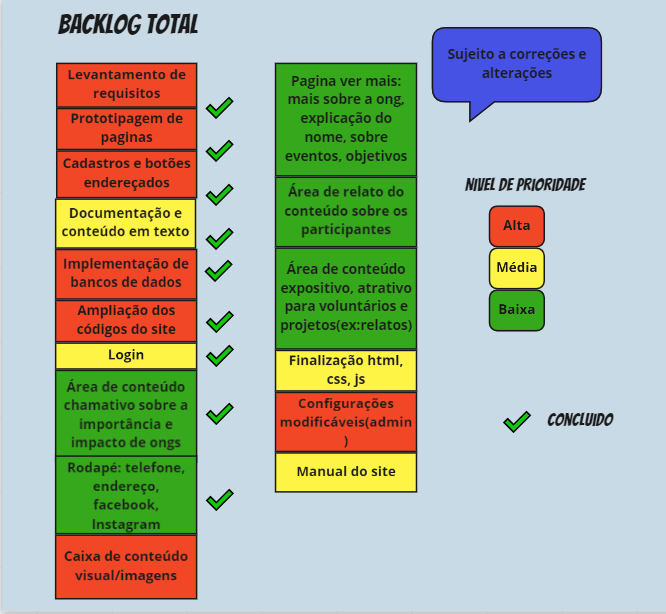 BACKLOG TOTAL
Levantamento de
requisitos
Prototipagem de
paginas
Cadastros e botões
endereçados
Documentação e
conteúdo em texto
Implementação de
bancos de dados
Ampliação dos
códigos do site
Login
Área de conteúdo
chamativo sobre a
importância e
impacto de ongs
Rodapé: telefone,
endereço,
facebook,
Instagram
Caixa de conteúdo
visual/imagens
Pagina ver mais:
mais sobre a ong,
explicação do
nome, sobre
eventos, objetivos
Área de relato do
conteúdo sobre os
participantes
Área de conteúdo
expositivo, atrativo
para voluntários e
projetos(ex:relatos)
Finalização html,
css, js
Configurações
modificáveis(admin
)
Manual do site
Sujeito a correções e
alterações
NIVEL DE PRIORIDADE
Alta
Média
Baixa
CONCLUIDO